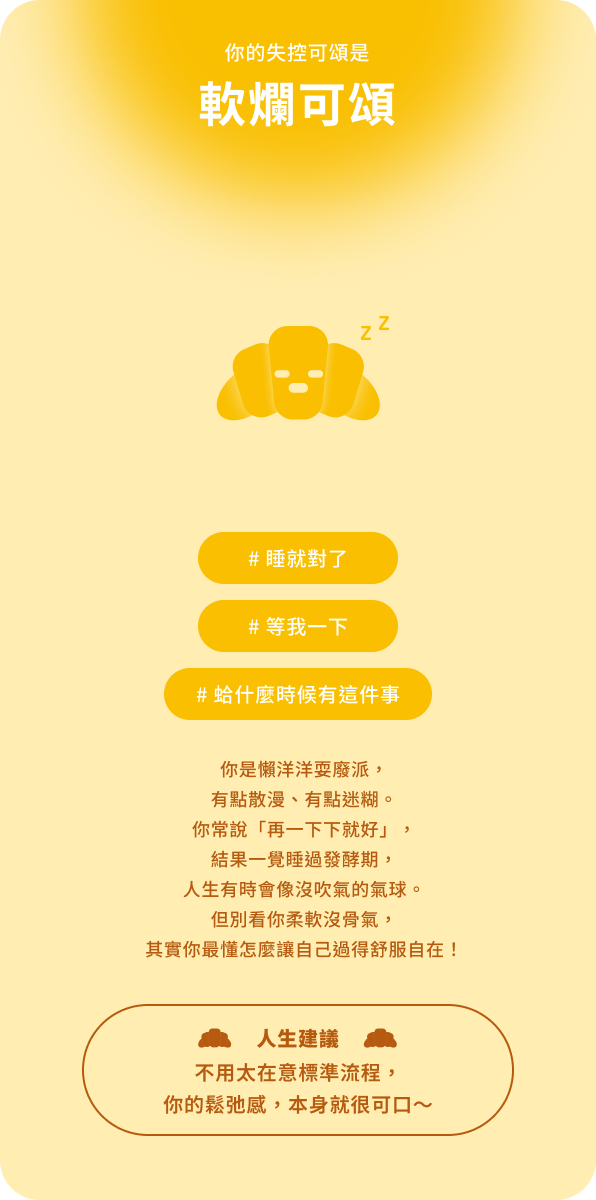 你的失控可頌是
軟爛可頌
z z
# 睡就對了
# 等我一下
# 蛤什麼時候有這件事
你是懶洋洋耍廢派，
有點散漫、有點迷糊。
你常說「再一下下就好」，
結果一覺睡過發酵期，
人生有時會像沒吹氣的氣球。
但別看你柔軟沒骨氣，
其實你最懂怎麼讓自己過得舒服自在！
人生建議
不用太在意標準流程，
你的鬆弛感，本身就很可口～